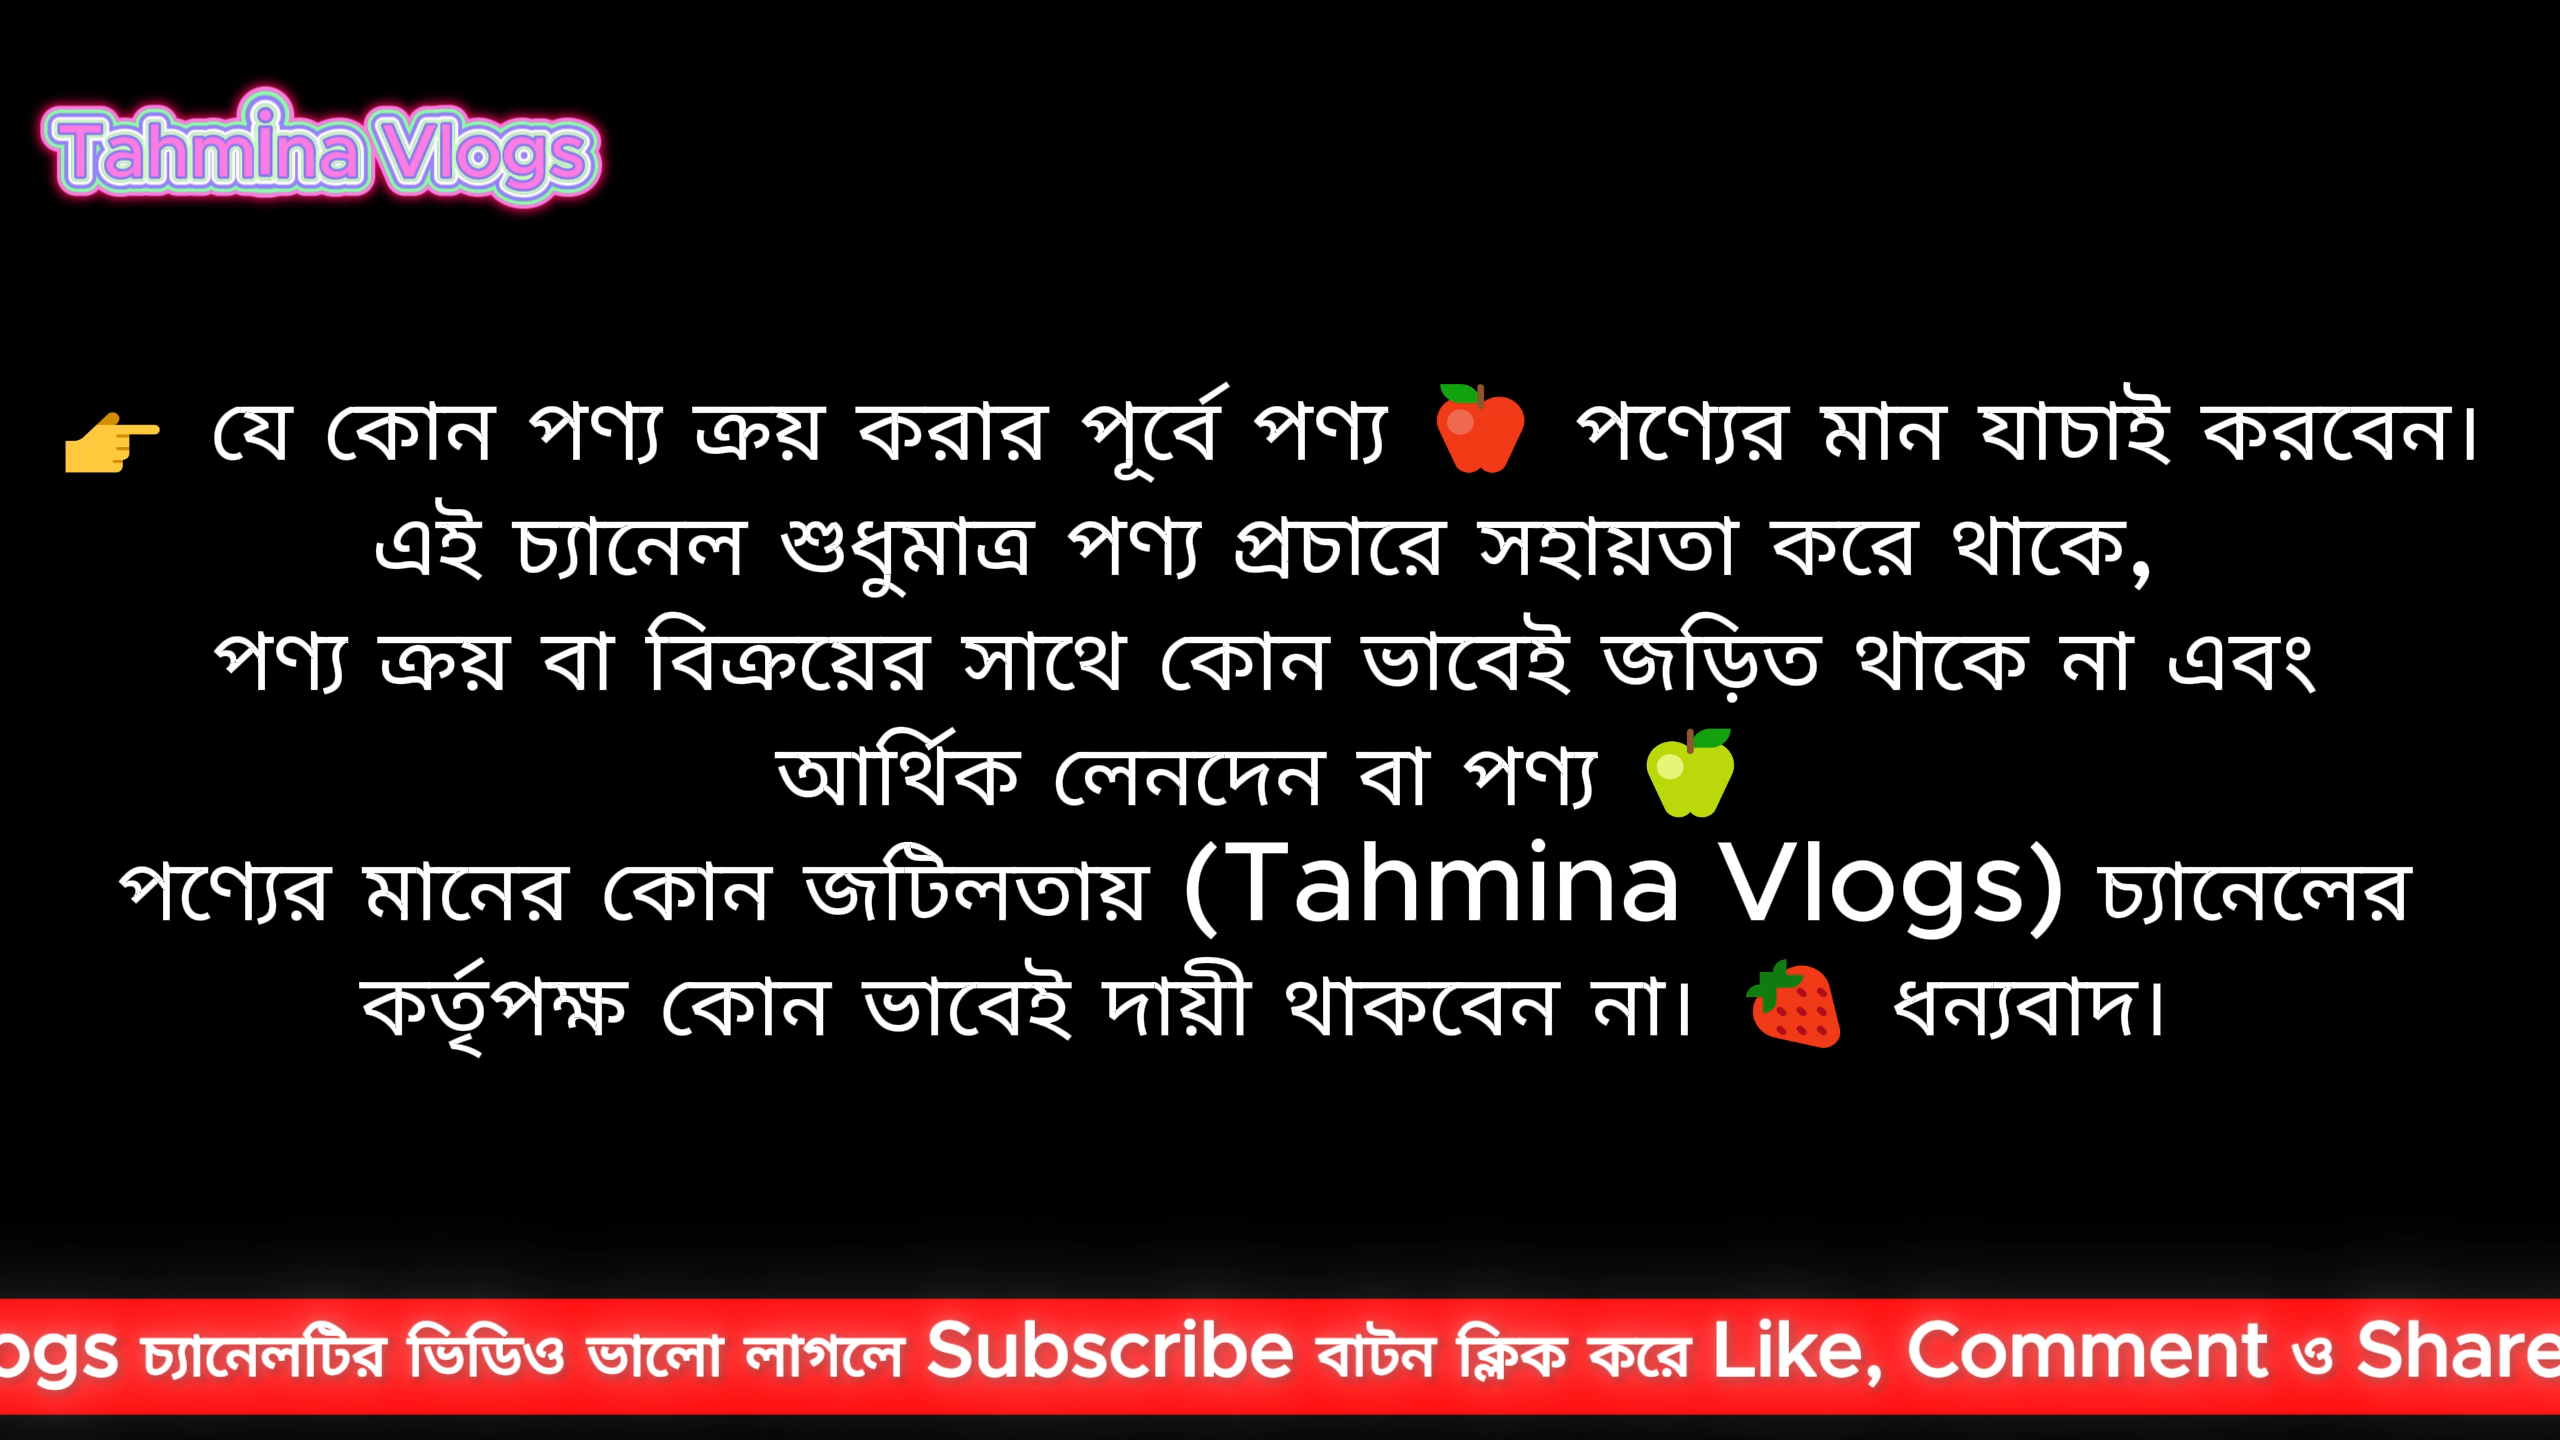 Tahmina Vlogs
👉 যে কোন পণ্য ক্রয় করার পূর্বে পণ্য 🍎 পণ্যের মান যাচাই করবেন।
এই চ্যানেল শুধুমাত্র পণ্য প্রচারে সহায়তা করে থাকে,
পণ্য ক্রয় বা বিক্রয়ের সাথে কোন ভাবেই জড়িত থাকে না এবং
আর্থিক লেনদেন বা পণ্য 🍏
পণ্যের মানের কোন জটিলতায় (Tahmina Vlogs) চ্যানেলের
কর্তৃপক্ষ কোন ভাবেই দায়ী থাকবেন না। 🍓 ধন্যবাদ।
ogs চ্যানেলটির ভিডিও ভালো লাগলে Subscribe বাটন ক্লিক করে Like, Comment ও Share